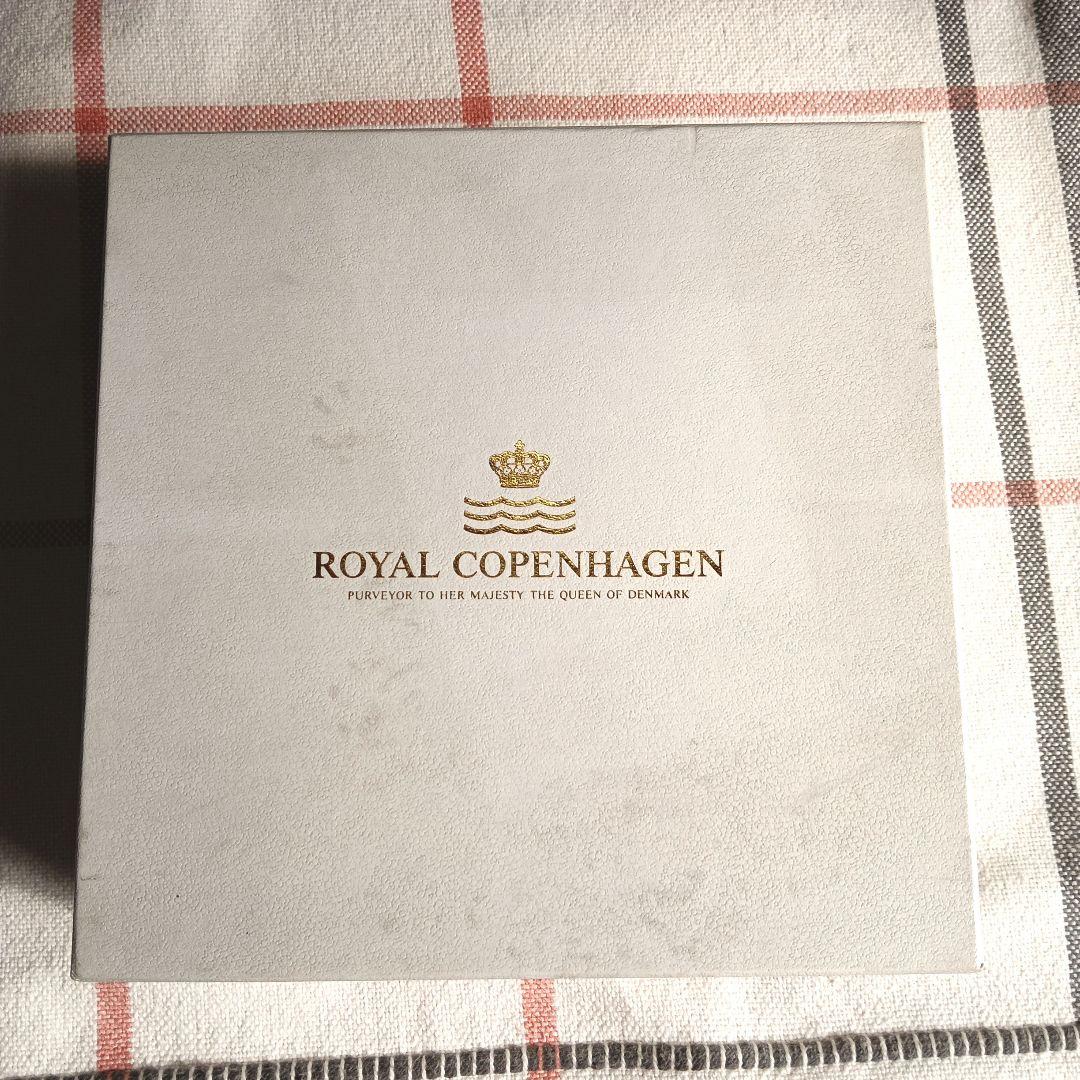 ROYAL COPENHAGEN
PURVEYOR TO HER MAJESTY THE QUEEN OF DENMARK